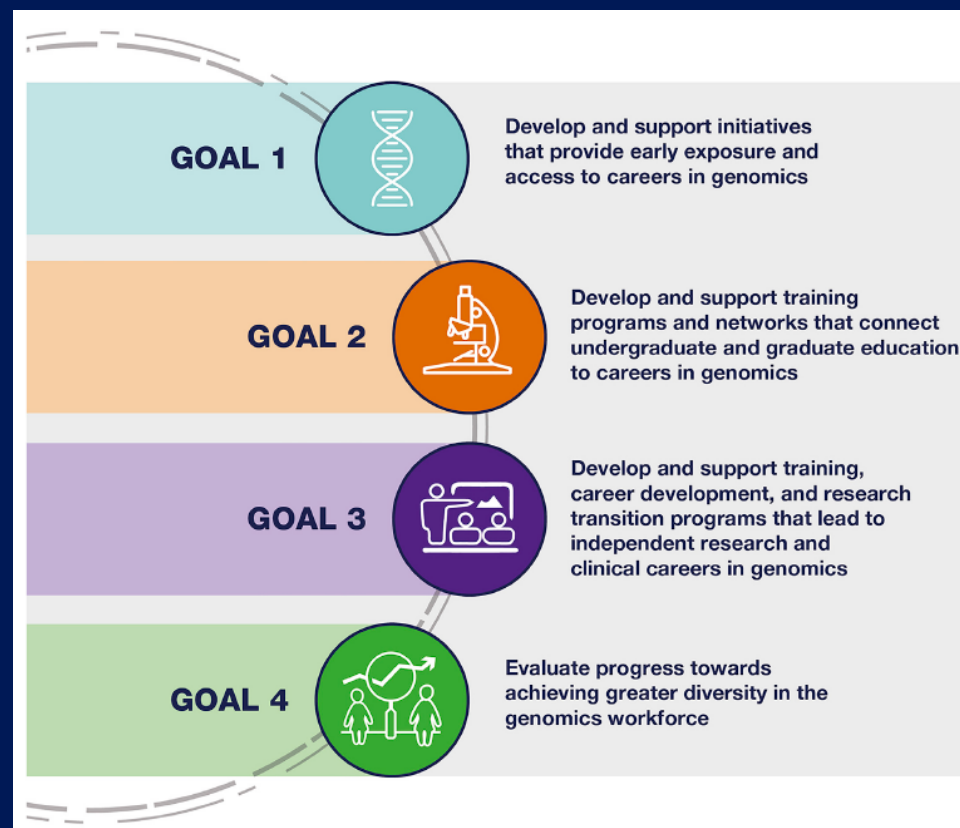 GOAL 1
Develop and support initiatives
that provide early exposure and
access to careers in genomics
GOAL 2
Develop and support training
programs and networks that connect
undergraduate and graduate education
to careers in genomics
GOAL 3
Develop and support training,
career development, and research
transition programs that lead to
independent research and
clinical careers in genomics
GOAL 4
Evaluate progress towards
achieving greater diversity in the
genomics workforce